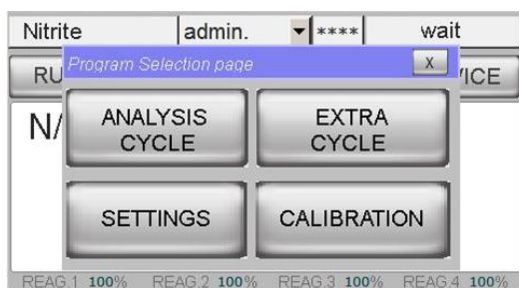 Nitrite admin. **** wait
RU VICE
Program Selection page X
N/
ANALYSIS CYCLE
EXTRA CYCLE
SETTINGS
CALIBRATION
REAG.1 100% REAG.2 100% REAG.3 100% REAG.4 100%